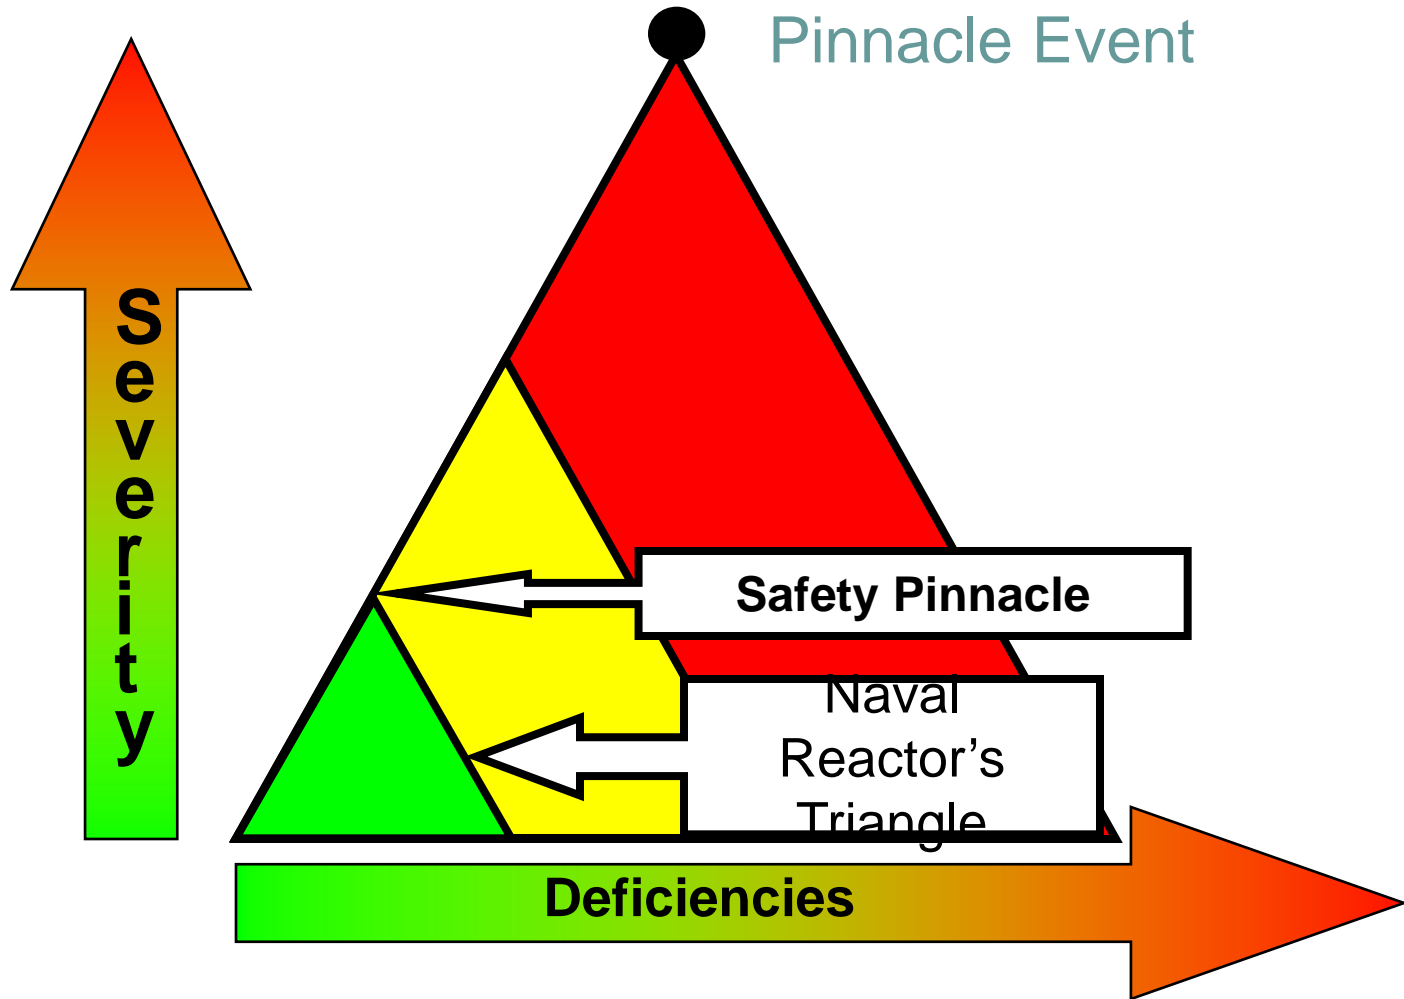 Pinnacle Event
Severity
Safety Pinnacle
Naval
Reactor’s
Triangle
Deficiencies